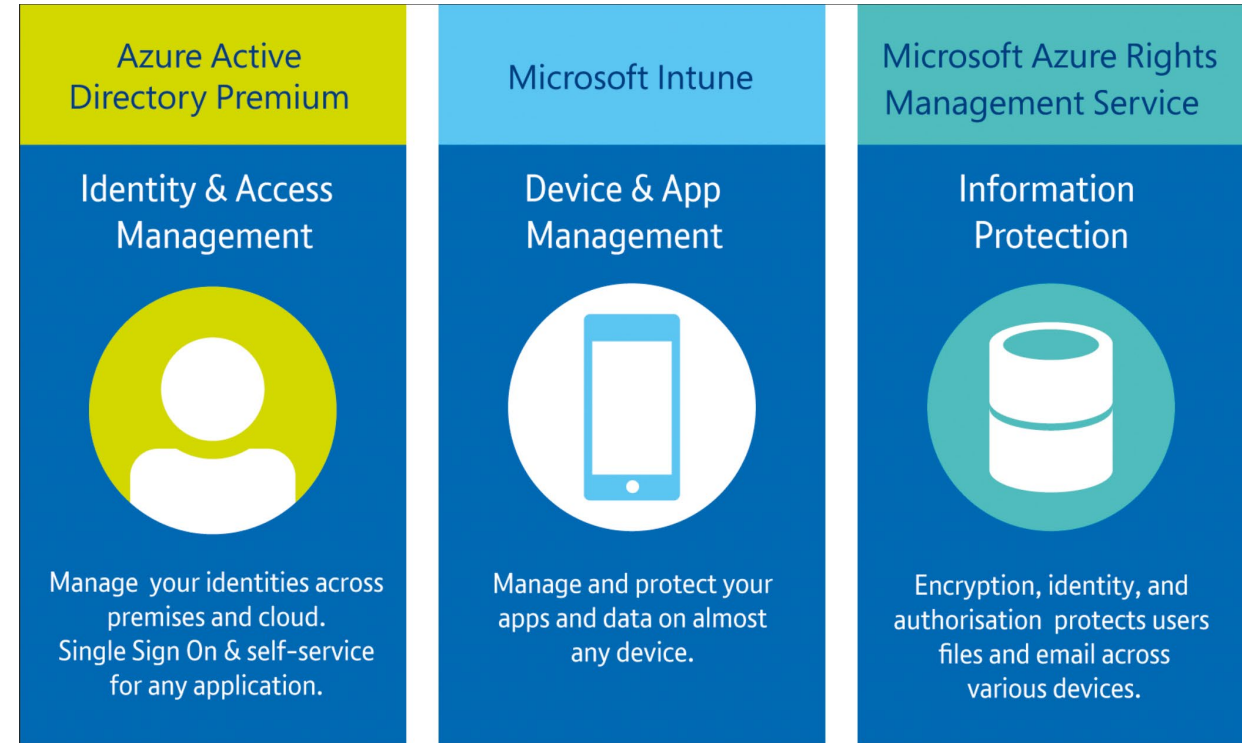 Azure Active
Directory Premium
Identity & Access
Management
Manage your identities across
premises and cloud.
Single Sign On & self-service
for any application.
Microsoft Intune
Device & App
Management
Manage and protect your
apps and data on almost
any device.
Microsoft Azure Rights
Management Service
Information
Protection
Encryption, identity, and
authorisation protects users
files and email across
various devices.